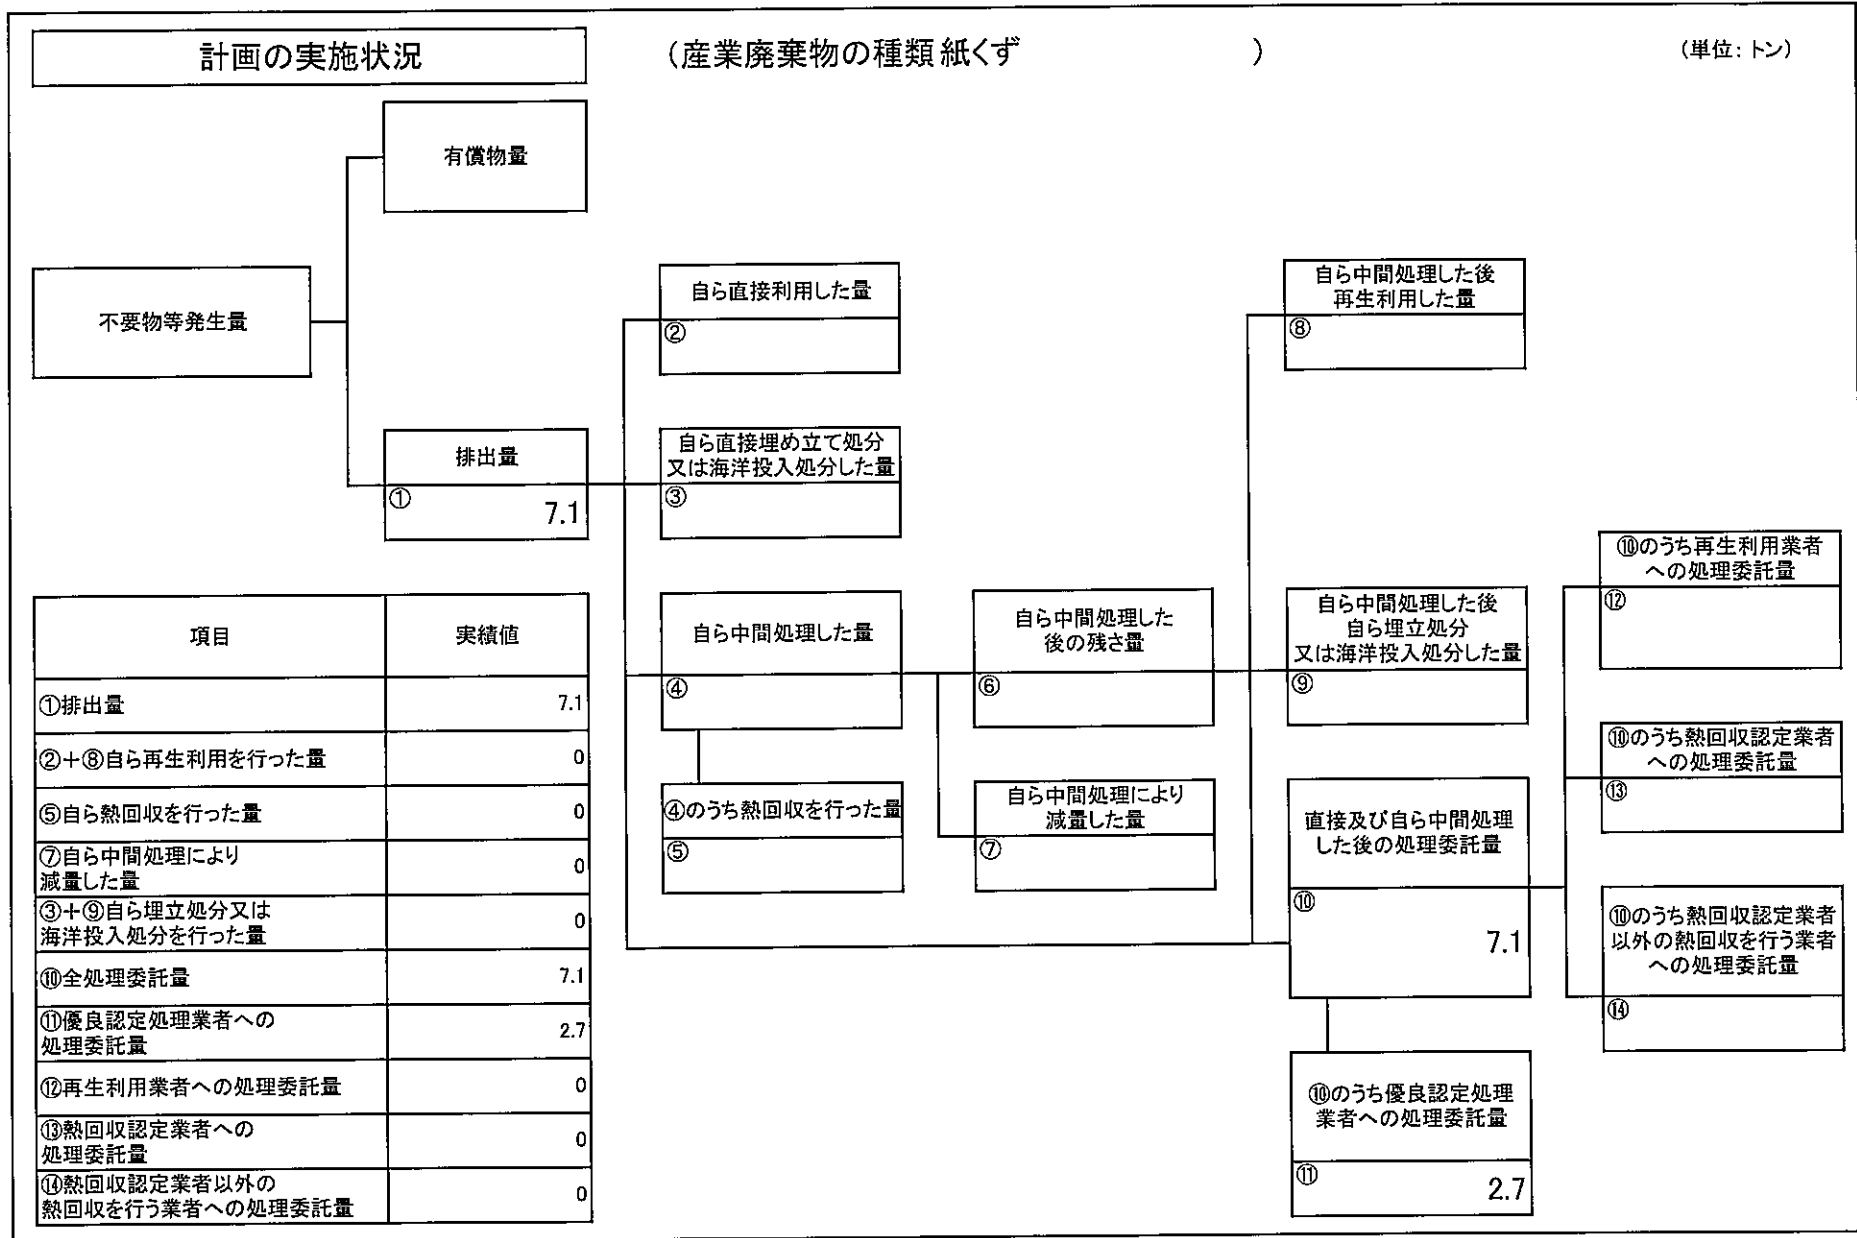 計画の実施状況
(産業廃棄物の種類 紙くず )
(単位：トン)
有償物量
不要物等発生量
排出量
①
7.1
自ら直接利用した量
②
自ら直接埋め立て処分
又は海洋投入処分した量
③
自ら中間処理した量
④
④のうち熱回収を行った量
⑤
自ら中間処理した
後の残さ量
⑥
自ら中間処理により
減量した量
⑦
自ら中間処理した後
再生利用した量
⑧
自ら中間処理した後
自ら埋立処分
又は海洋投入処分した量
⑨
直接及び自ら中間処理
した後の処理委託量
⑩
7.1
⑩のうち優良認定処理
業者への処理委託量
⑪
2.7
⑩のうち再生利用業者
への処理委託量
⑫
⑩のうち熱回収認定業者
への処理委託量
⑬
⑩のうち熱回収認定業者
以外の熱回収を行う業者
への処理委託量
⑭
項目 実績値
①排出量 7.1
②＋⑧自ら再生利用を行った量 0
⑤自ら熱回収を行った量 0
⑦自ら中間処理により
減量した量 0
③＋⑨自ら埋立処分又は
海洋投入処分を行った量 0
⑩全処理委託量 7.1
⑪優良認定処理業者への
処理委託量 2.7
⑫再生利用業者への処理委託量 0
⑬熱回収認定業者への
処理委託量 0
⑭熱回収認定業者以外の
熱回収を行う業者への処理委託量 0